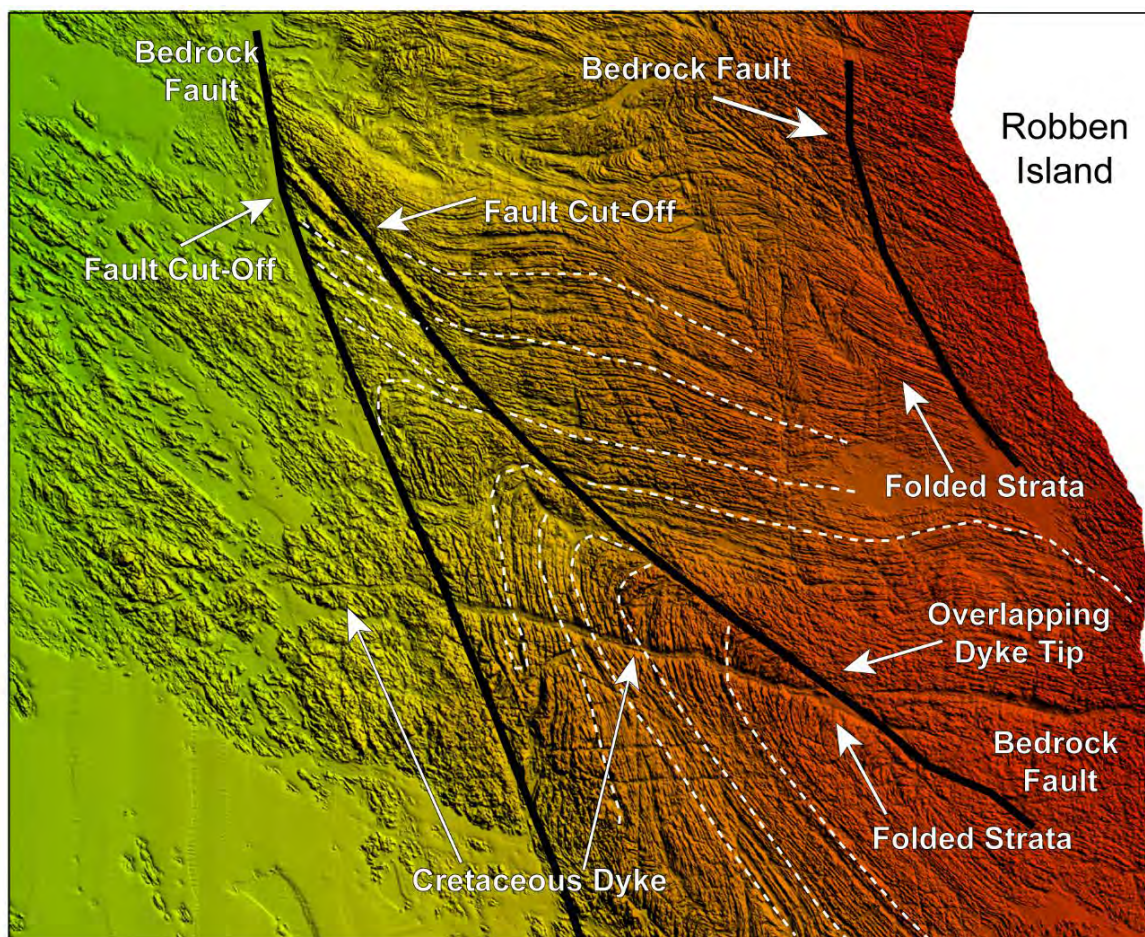 Bedrock
Fault
Bedrock Fault
Robben
Island
Fault Cut-Off
Fault Cut-Off
Folded Strata
Overlapping
Dyke Tip
Bedrock
Fault
Folded Strata
Cretaceous Dyke